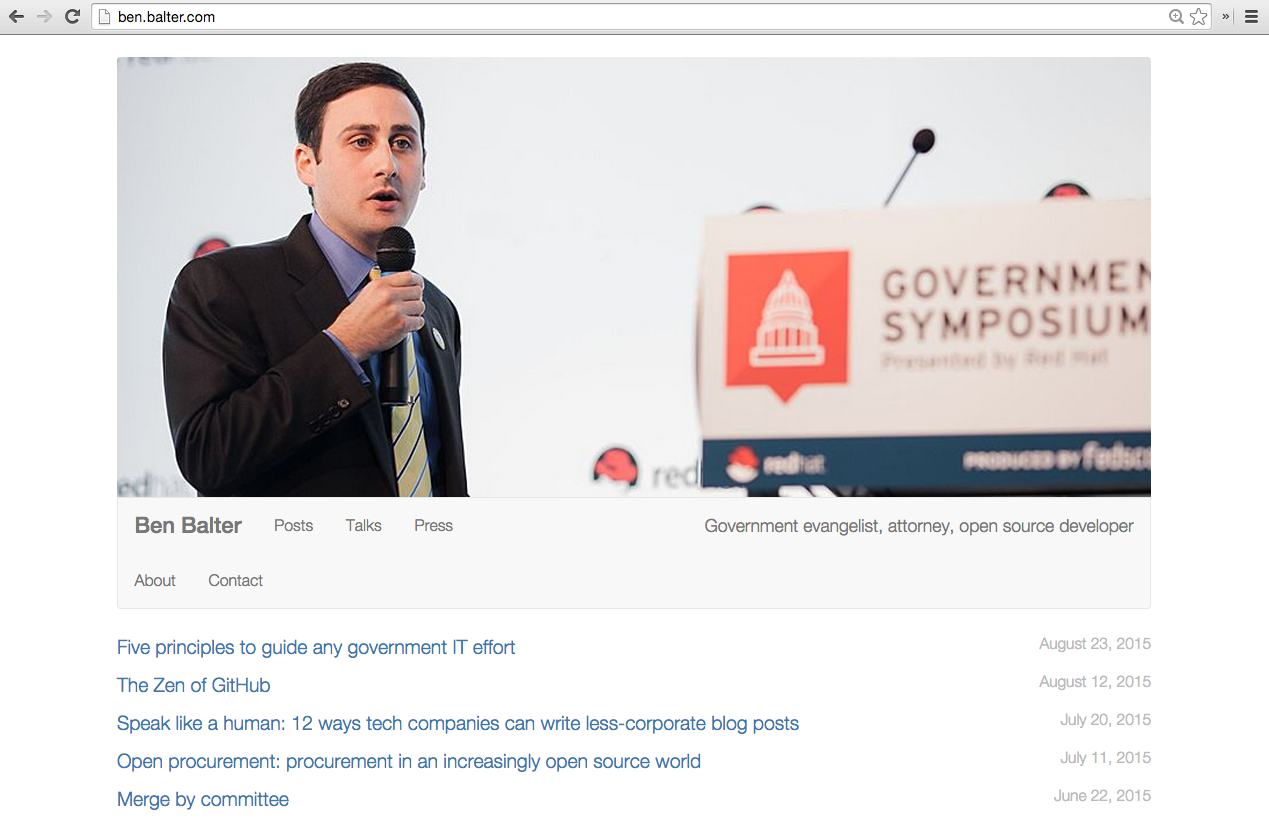 ben.balter.com
GOVERNMEN
SYMPOSIUM
Presented by Red Hat
redhat
red
redhat
PRODUCED BY fedsco
edha
Ben Balter Posts Talks Press Government evangelist, attorney, open source developer
About Contact
Five principles to guide any government IT effort August 23, 2015
The Zen of GitHub August 12, 2015
Speak like a human: 12 ways tech companies can write less-corporate blog posts July 20, 2015
Open procurement: procurement in an increasingly open source world July 11, 2015
Merge by committee June 22, 2015